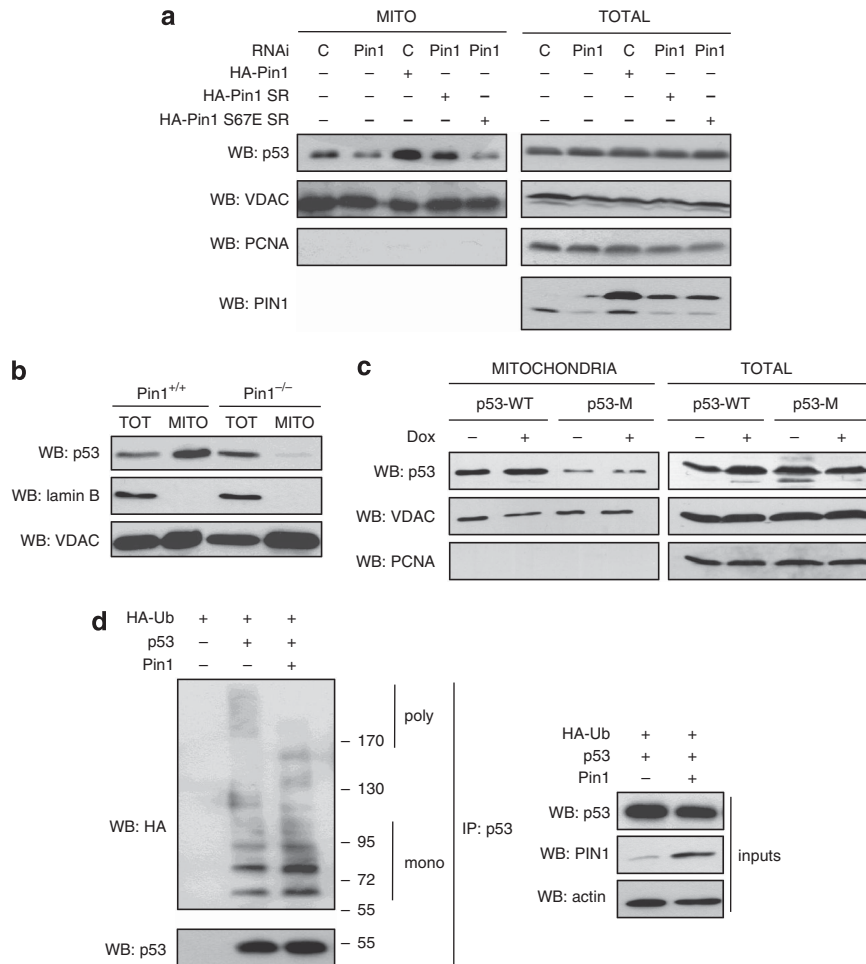 a
MITO TOTAL
RNAi C Pin1 C Pin1 Pin1 C Pin1 C Pin1 Pin1
HA-Pin1 – – + – – – – + – –
HA-Pin1 SR – – – + – – – – + –
HA-Pin1 S67E SR – – – – + – – – – +
WB: p53
WB: VDAC
WB: PCNA
WB: PIN1
b
Pin1+/+ Pin1–/–
TOT MITO TOT MITO
WB: p53
WB: lamin B
WB: VDAC
c
MITOCHONDRIA TOTAL
p53-WT p53-M p53-WT p53-M
Dox – + – + – + – +
WB: p53
WB: VDAC
WB: PCNA
d
HA-Ub + + +
p53 – + +
Pin1 – – +
poly
– 170
– 130
WB: HA
– 95
mono
– 72
– 55
WB: p53
– 55
IP: p53
HA-Ub + +
p53 + +
Pin1 – +
WB: p53
WB: PIN1
inputs
WB: actin